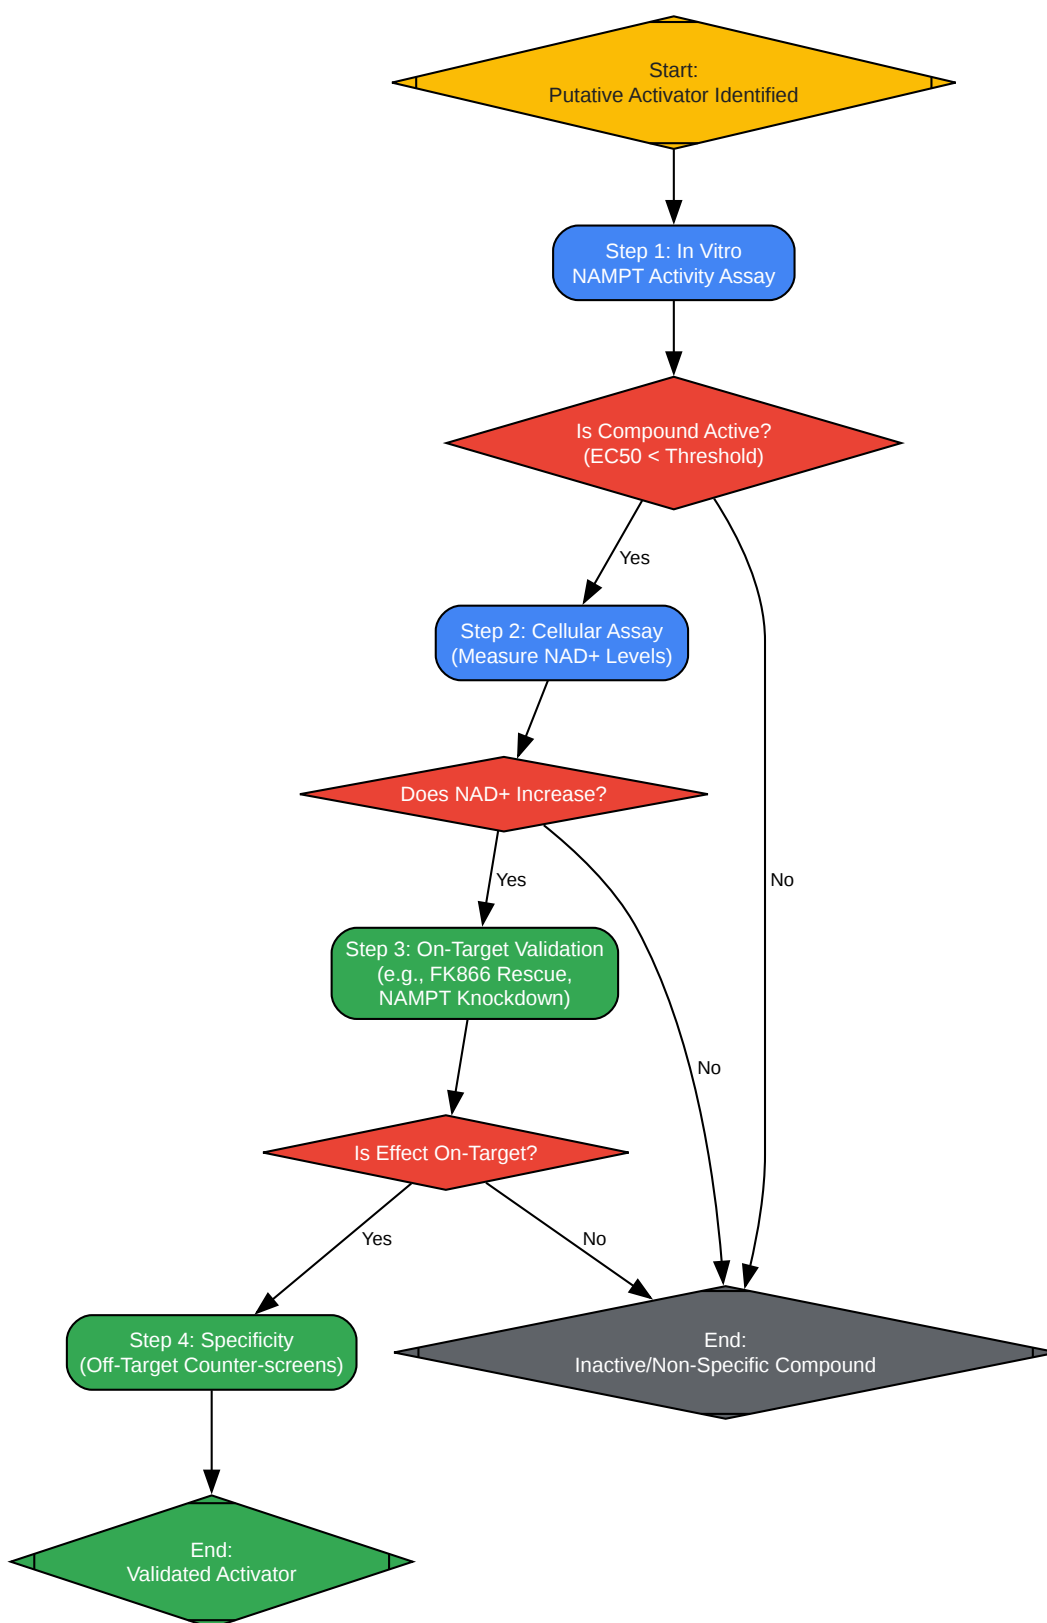 Start:
Putative Activator Identified
Step 1: In Vitro
NAMPT Activity Assay
Is Compound Active?
(EC50 < Threshold)
Yes
Step 2: Cellular Assay
(Measure NAD+ Levels)
Does NAD+ Increase?
Yes
No
Step 3: On-Target Validation
(e.g., FK866 Rescue,
NAMPT Knockdown)
No
Is Effect On-Target?
Yes
No
Step 4: Specificity
(Off-Target Counter-screens)
End:
Inactive/Non-Specific Compound
End:
Validated Activator